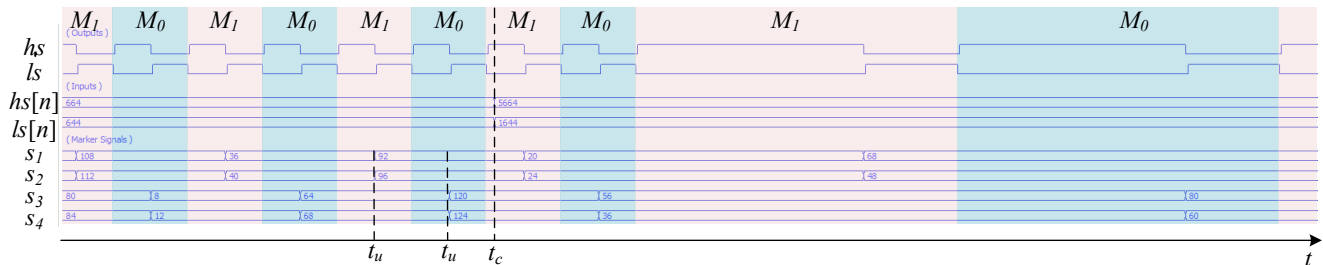 M1 M0 M1 M0 M1 M0 M1 M0 M1 M0
( Outputs )
hs
ls
( Inputs )
hs[n] 664 5664
ls[n] 644 1644
( Marker Signals )
s1 108 36 92 20 68
s2 112 40 96 24 48
s3 80 8 64 120 56 80
s4 84 12 68 124 36 60
tu tu tc t